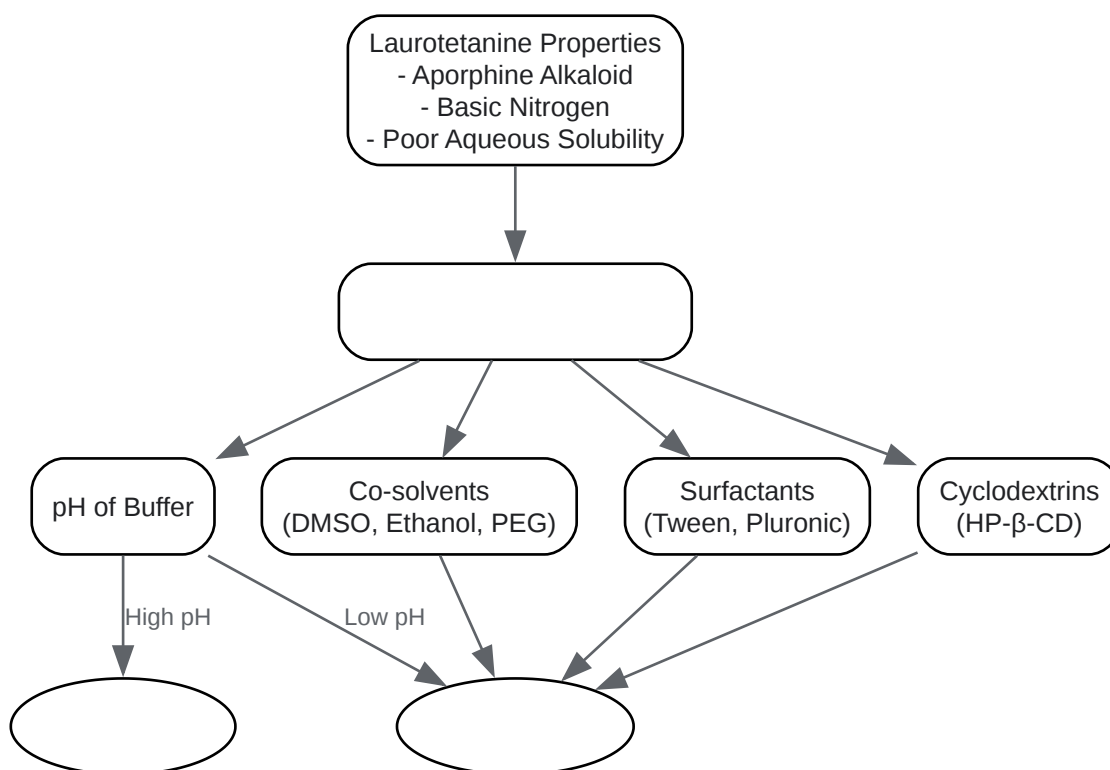 Laurotetanine Properties
- Aporphine Alkaloid
- Basic Nitrogen
- Poor Aqueous Solubility
pH of Buffer
Co-solvents
(DMSO, Ethanol, PEG)
Surfactants
(Tween, Pluronic)
Cyclodextrins
(HP-β-CD)
High pH
Low pH